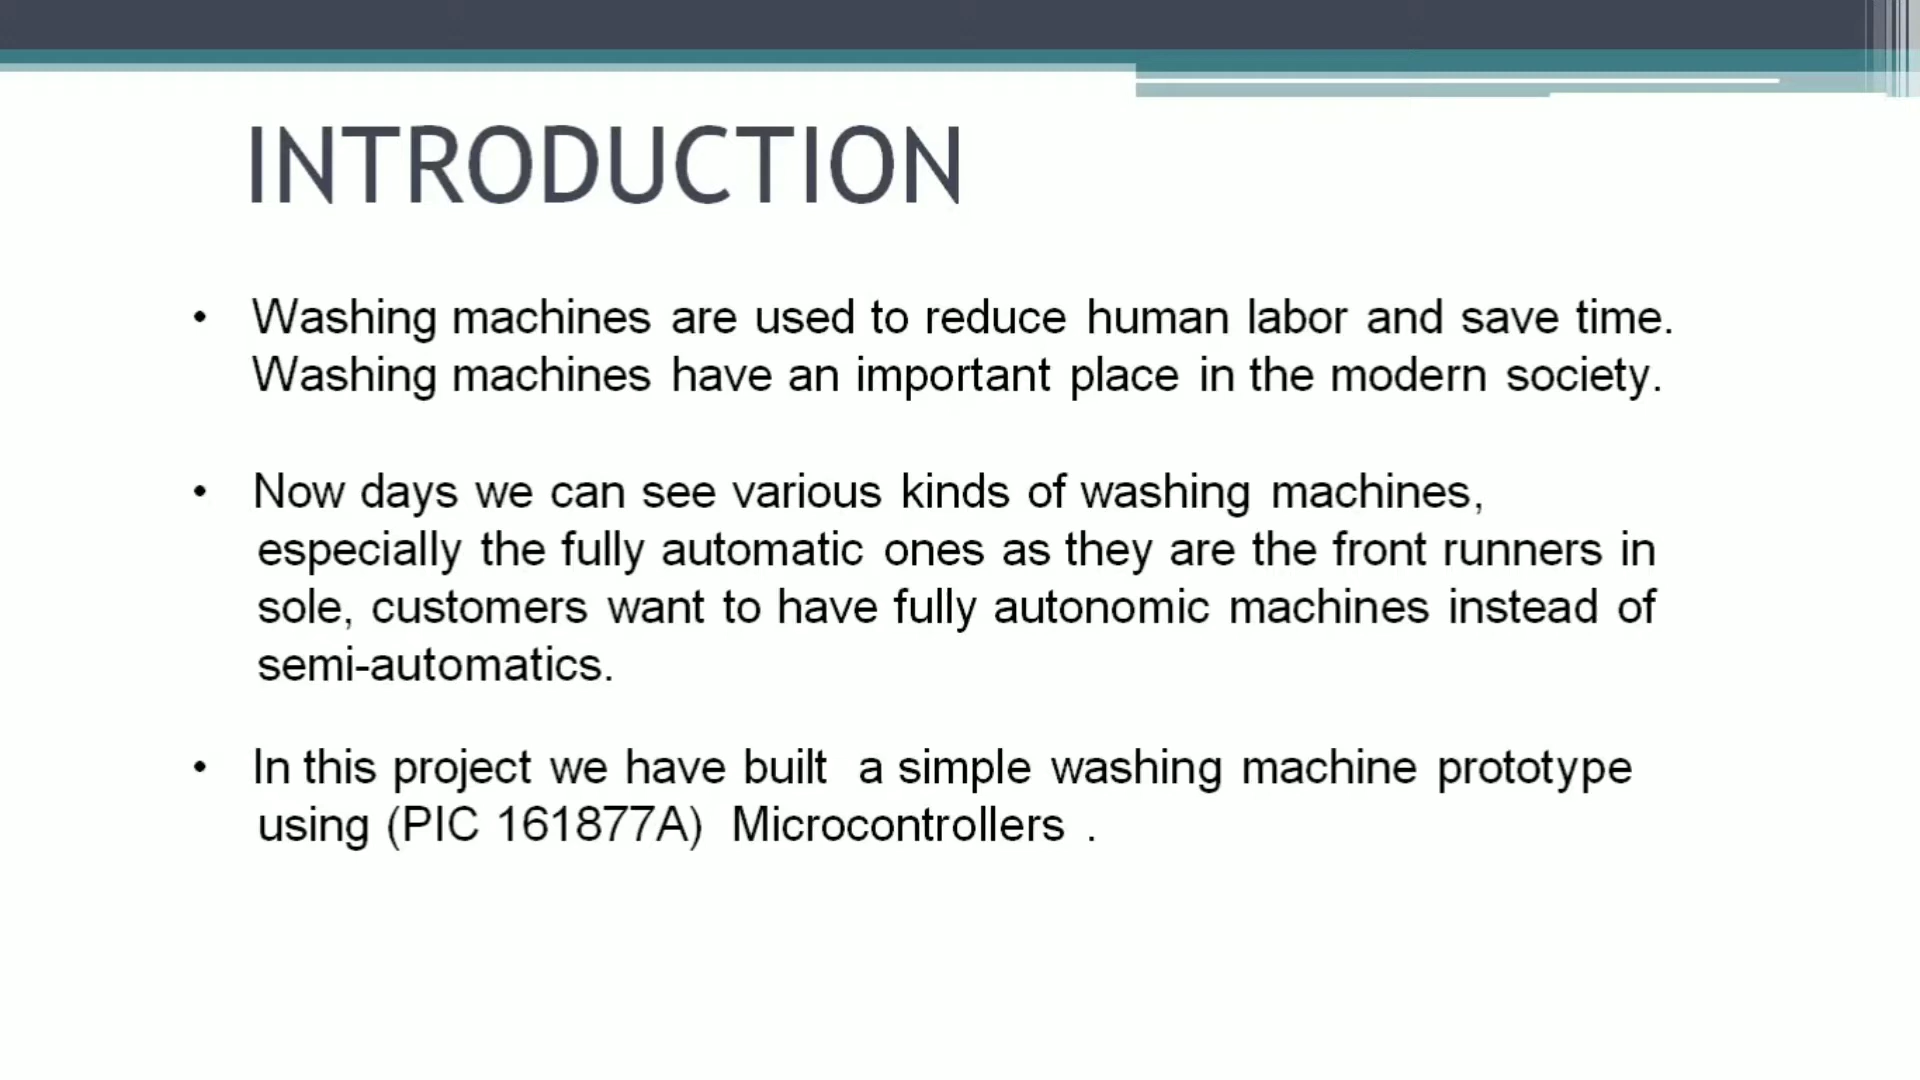 INTRODUCTION
• Washing machines are used to reduce human labor and save time.
Washing machines have an important place in the modern society.
• Now days we can see various kinds of washing machines,
especially the fully automatic ones as they are the front runners in
sole, customers want to have fully autonomic machines instead of
semi-automatics.
• In this project we have built a simple washing machine prototype
using (PIC 161877A) Microcontrollers .